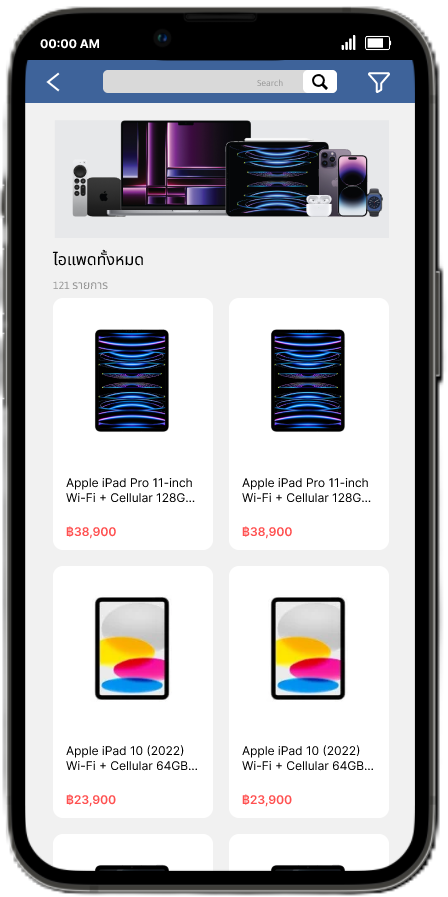 00:00 AM
Search
ไอแพดทั้งหมด
121 รายการ
Apple iPad Pro 11-inch
Wi-Fi + Cellular 128G...
฿38,900
Apple iPad Pro 11-inch
Wi-Fi + Cellular 128G...
฿38,900
Apple iPad 10 (2022)
Wi-Fi + Cellular 64GB...
฿23,900
Apple iPad 10 (2022)
Wi-Fi + Cellular 64GB...
฿23,900